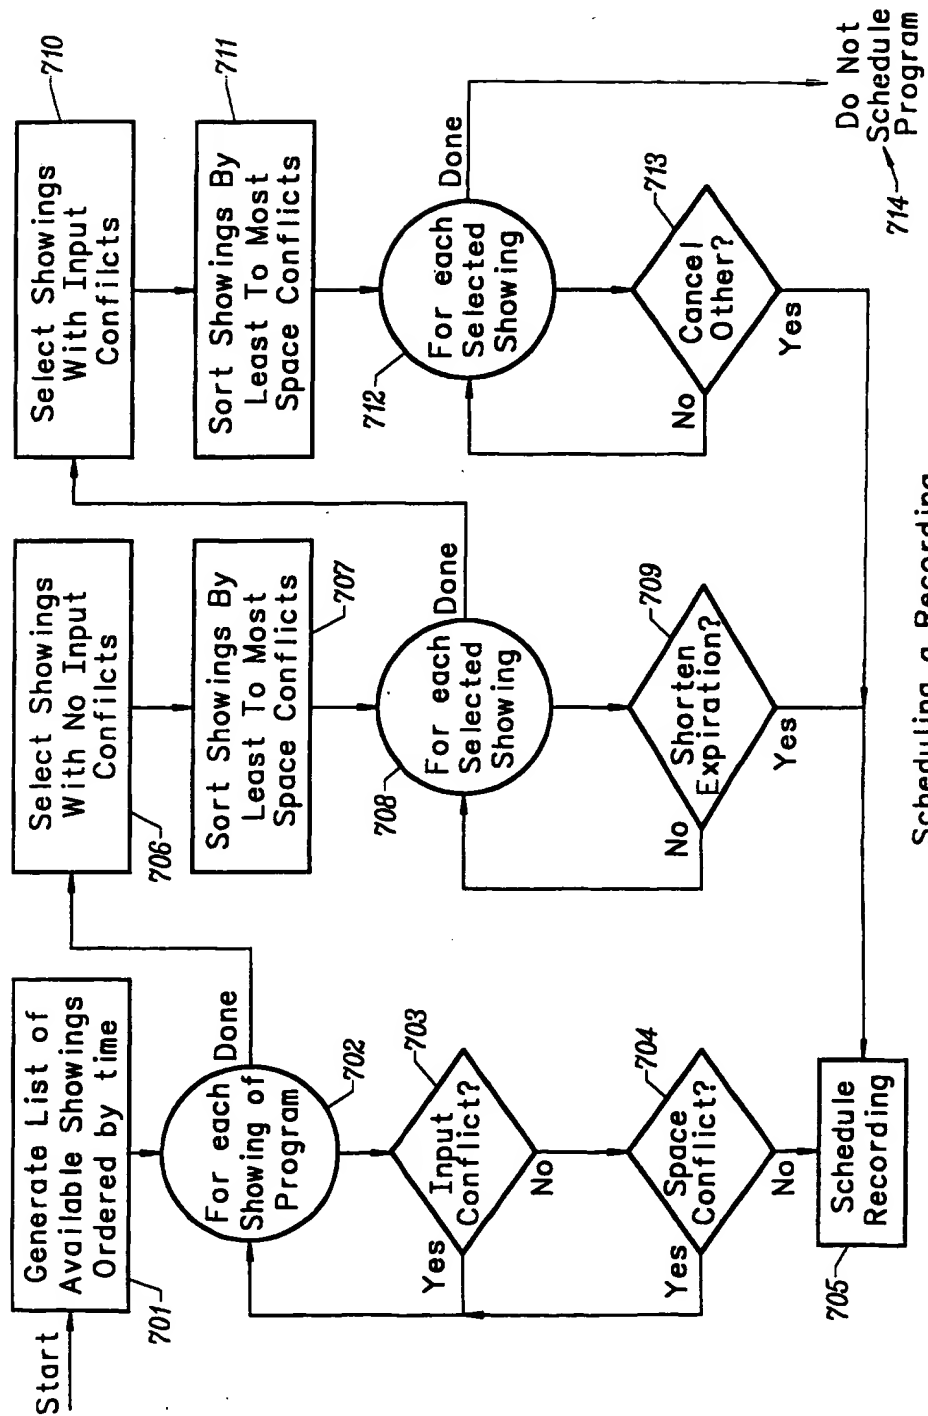 Start
Generate List of
Available Showings
Ordered by time
701
For each
Showing of
Program
Done
702
Input
Conflict?
703
Yes
No
Space
Conflict?
704
Yes
No
Schedule
Recording
705
Select Showings
With No Input
Confilcts
706
Sort Showings By
Least To Most
Space Conflicts
707
For each
Selected
Showing
Done
708
Shorten
Expiration?
709
No
Yes
Select Showings
With Input
Confilcts
710
Sort Showings By
Least To Most
Space Conflicts
711
For each
Selected
Showing
Done
712
Cancel
Other?
713
No
Yes
Do Not
Schedule
Program
714
Scheduling a Recording